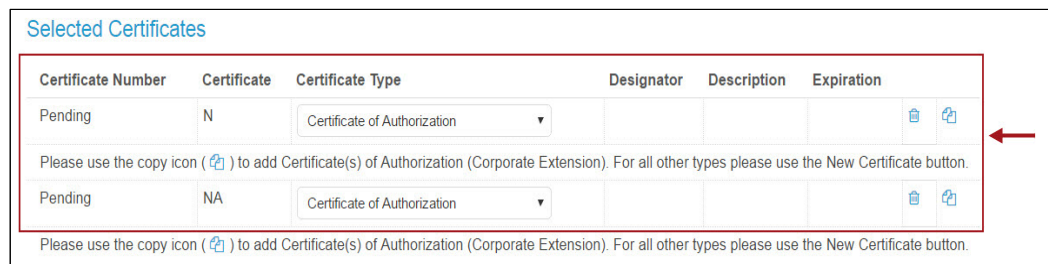 Selected Certificates
Certificate Number Certificate Certificate Type Designator Description Expiration
Pending N Certificate of Authorization
Please use the copy icon ( ) to add Certificate(s) of Authorization (Corporate Extension). For all other types please use the New Certificate button.
Pending NA Certificate of Authorization
Please use the copy icon ( ) to add Certificate(s) of Authorization (Corporate Extension). For all other types please use the New Certificate button.